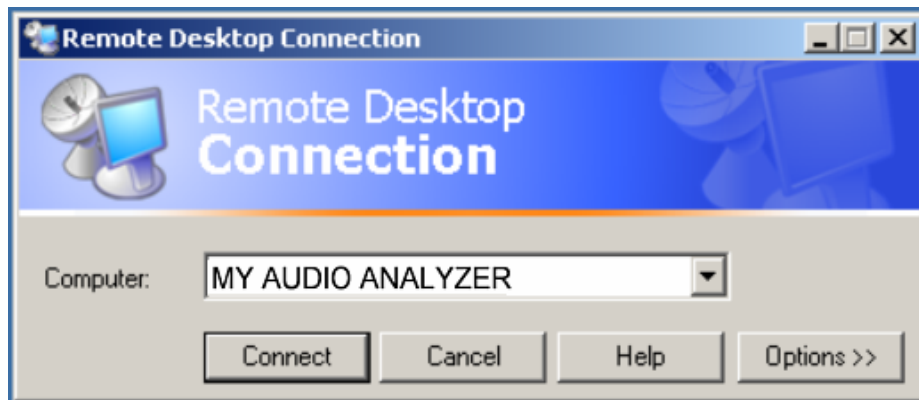 Remote Desktop Connection
Remote Desktop
Connection
Computer: MY AUDIO ANALYZER
Connect Cancel Help Options >>